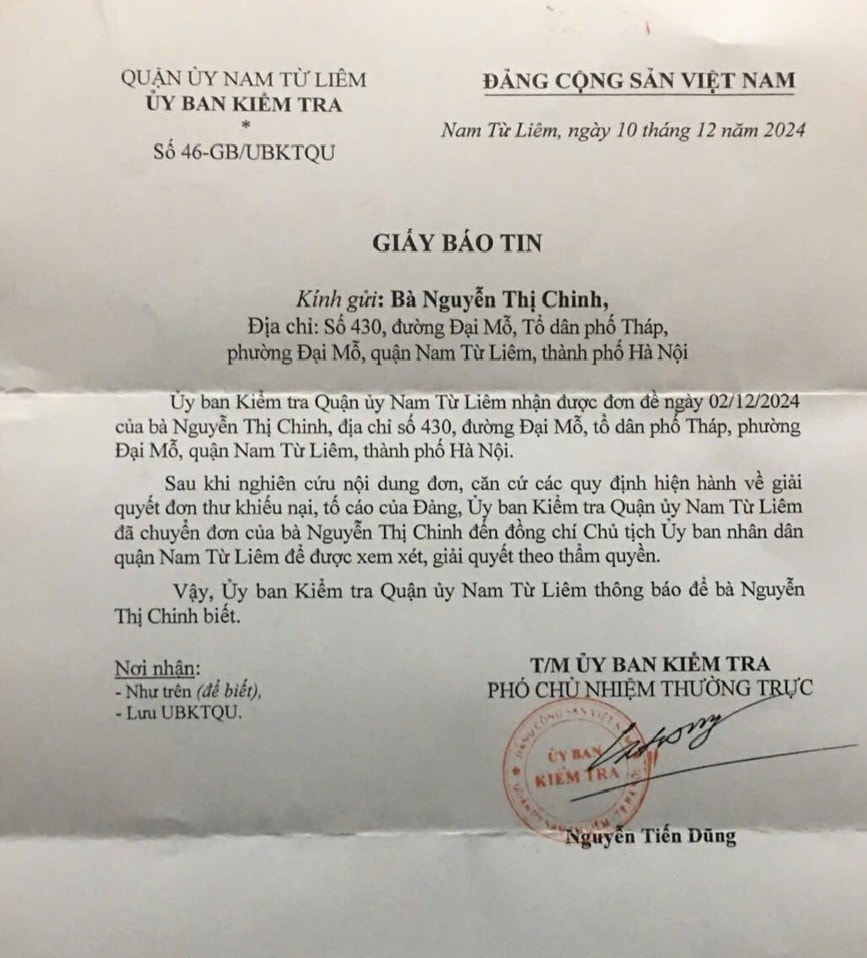 QUẬN ỦY NAM TỪ LIÊM
ỦY BAN KIỂM TRA
*
Số 46-GB/UBKTQU
ĐẢNG CỘNG SẢN VIỆT NAM
Nam Từ Liêm, ngày 10 tháng 12 năm 2024
GIẤY BÁO TIN
Kính gửi: Bà Nguyễn Thị Chinh,
Địa chỉ: Số 430, đường Đại Mỗ, Tổ dân phố Tháp,
phường Đại Mỗ, quận Nam Từ Liêm, thành phố Hà Nội
Ủy ban Kiểm tra Quận ủy Nam Từ Liêm nhận được đơn đề ngày 02/12/2024
của bà Nguyễn Thị Chinh, địa chỉ số 430, đường Đại Mỗ, tổ dân phố Tháp, phường
Đại Mỗ, quận Nam Từ Liêm, thành phố Hà Nội.
Sau khi nghiên cứu nội dung đơn, căn cứ các quy định hiện hành về giải
quyết đơn thư khiếu nại, tố cáo của Đảng, Ủy ban Kiểm tra Quận ủy Nam Từ Liêm
đã chuyển đơn của bà Nguyễn Thị Chinh đến đồng chí Chủ tịch Ủy ban nhân dân
quận Nam Từ Liêm để được xem xét, giải quyết theo thẩm quyền.
Vậy, Ủy ban Kiểm tra Quận ủy Nam Từ Liêm thông báo để bà Nguyễn
Thị Chinh biết.
Nơi nhận:
- Như trên (để biết),
- Lưu UBKTQU.
T/M ỦY BAN KIỂM TRA
PHÓ CHỦ NHIỆM THƯỜNG TRỰC
ĐẢNG CỘNG SẢN VIỆT
ỦY BAN
KIỂM TRA
Nguyễn Tiến Dũng